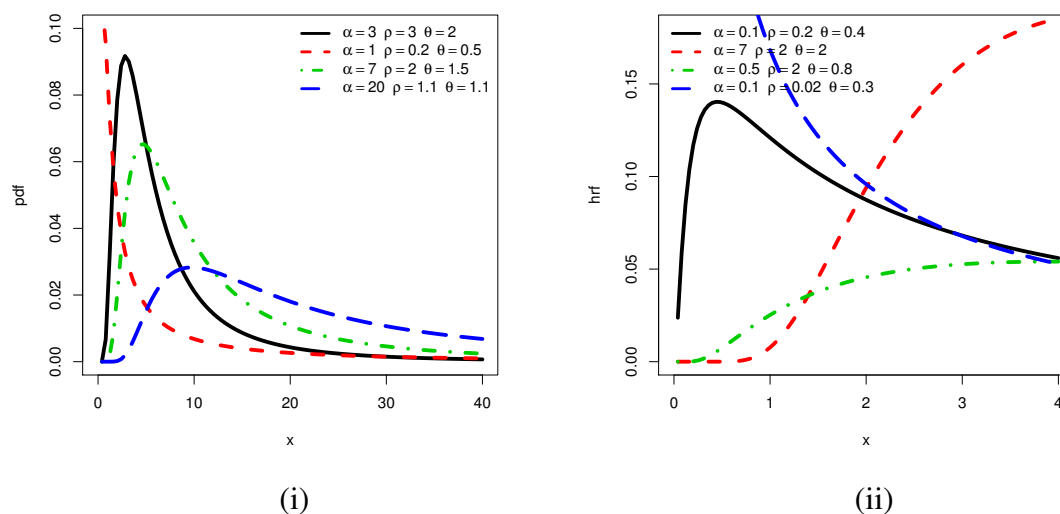 α = 3 ρ = 3 θ = 2
α = 1 ρ = 0.2 θ = 0.5
α = 7 ρ = 2 θ = 1.5
α = 20 ρ = 1.1 θ = 1.1
0.00 0.02 0.04 0.06 0.08 0.10
pdf
0 10 20 30 40
x
(i)
α = 0.1 ρ = 0.2 θ = 0.4
α = 7 ρ = 2 θ = 2
α = 0.5 ρ = 2 θ = 0.8
α = 0.1 ρ = 0.02 θ = 0.3
0.00 0.05 0.10 0.15
hrf
0 1 2 3 4
x
(ii)